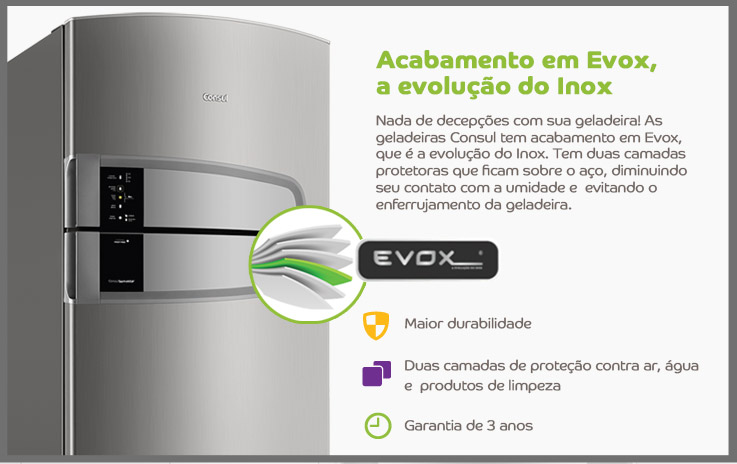 Acabamento em Evox,
a evolução do Inox
Nada de decepções com sua geladeira! As
geladeiras Consul tem acabamento em Evox,
que é a evolução do Inox. Tem duas camadas
protetoras que ficam sobre o aço, diminuindo
seu contato com a umidade e evitando o
enferrujamento da geladeira.
Consul
EVOX
Maior durabilidade
Duas camadas de proteção contra ar, água
e produtos de limpeza
Garantia de 3 anos